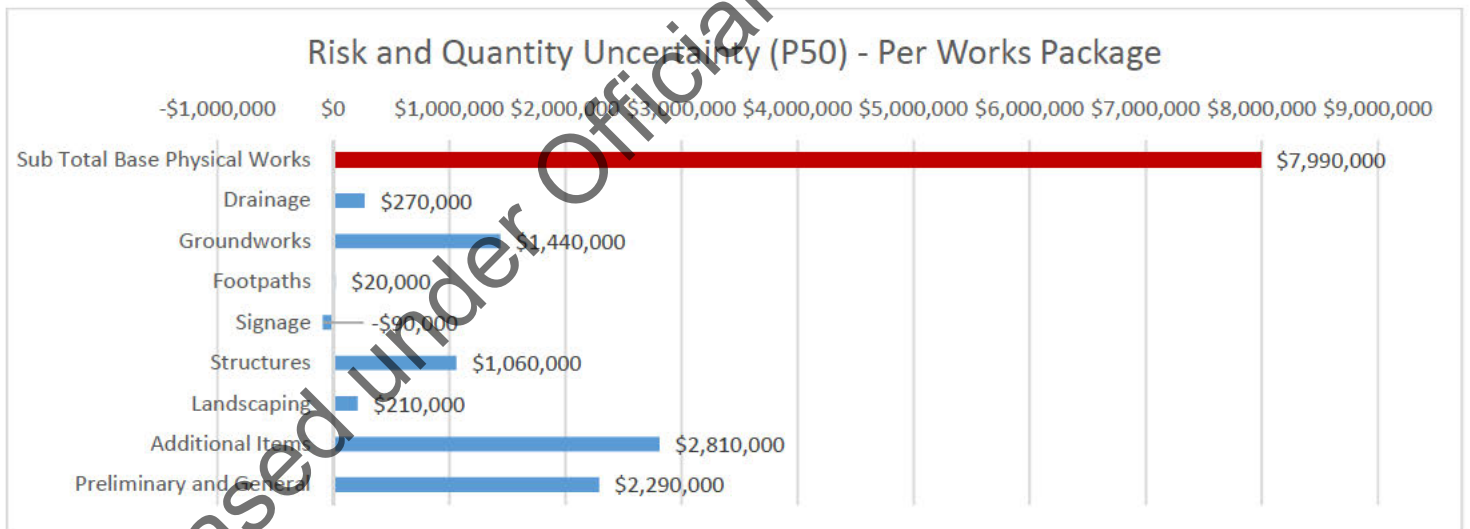 Risk and Quantity Uncertainty (P50) - Per Works Package
-$1,000,000 $0 $1,000,000 $2,000,000 $3,000,000 $4,000,000 $5,000,000 $6,000,000 $7,000,000 $8,000,000 $9,000,000
Sub Total Base Physical Works $7,990,000
Drainage $270,000
Groundworks $1,440,000
Footpaths $20,000
Signage -$90,000
Structures $1,060,000
Landscaping $210,000
Additional Items $2,810,000
Preliminary and General $2,290,000
ased under Official